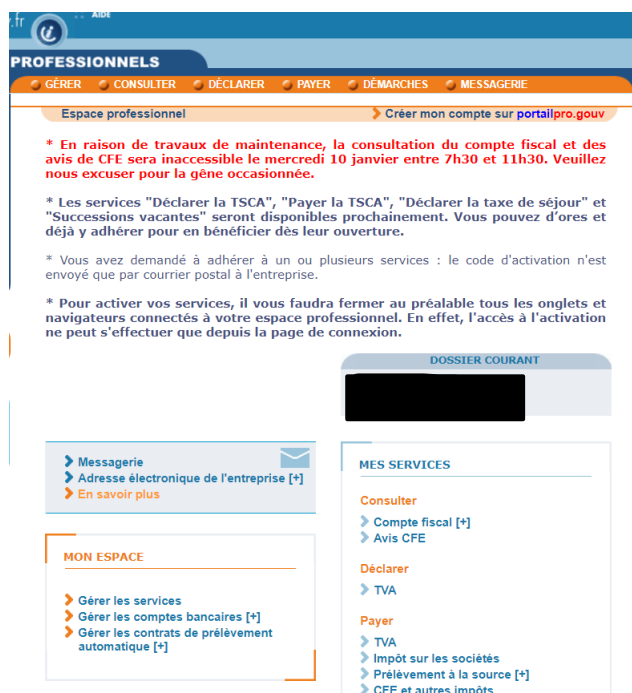 .fr
AIDE
PROFESSIONNELS
GÉRER CONSULTER DÉCLARER PAYER DÉMARCHES MESSAGERIE
Espace professionnel
Créer mon compte sur portailpro.gouv
* En raison de travaux de maintenance, la consultation du compte fiscal et des
avis de CFE sera inaccessible le mercredi 10 janvier entre 7h30 et 11h30. Veuillez
nous excuser pour la gêne occasionnée.
* Les services "Déclarer la TSCA", "Payer la TSCA", "Déclarer la taxe de séjour" et
"Successions vacantes" seront disponibles prochainement. Vous pouvez d'ores et
déjà y adhérer pour en bénéficier dès leur ouverture.
* Vous avez demandé à adhérer à un ou plusieurs services : le code d'activation n'est
envoyé que par courrier postal à l'entreprise.
* Pour activer vos services, il vous faudra fermer au préalable tous les onglets et
navigateurs connectés à votre espace professionnel. En effet, l'accès à l'activation
ne peut s'effectuer que depuis la page de connexion.
DOSSIER COURANT
Messagerie
Adresse électronique de l'entreprise [+]
En savoir plus
MON ESPACE
Gérer les services
Gérer les comptes bancaires [+]
Gérer les contrats de prélèvement
automatique [+]
MES SERVICES
Consulter
Compte fiscal [+]
Avis CFE
Déclarer
TVA
Payer
TVA
Impôt sur les sociétés
Prélèvement à la source [+]
CFE et autres impôts